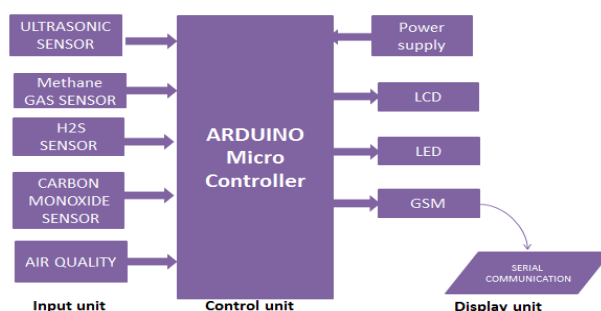 ULTRASONIC
SENSOR
Methane
GAS SENSOR
H2S
SENSOR
CARBON
MONOXIDE
SENSOR
AIR QUALITY
Input unit
ARDUINO
Micro
Controller
Control unit
Power
supply
LCD
LED
GSM
SERIAL
COMMUNICATION
Display unit